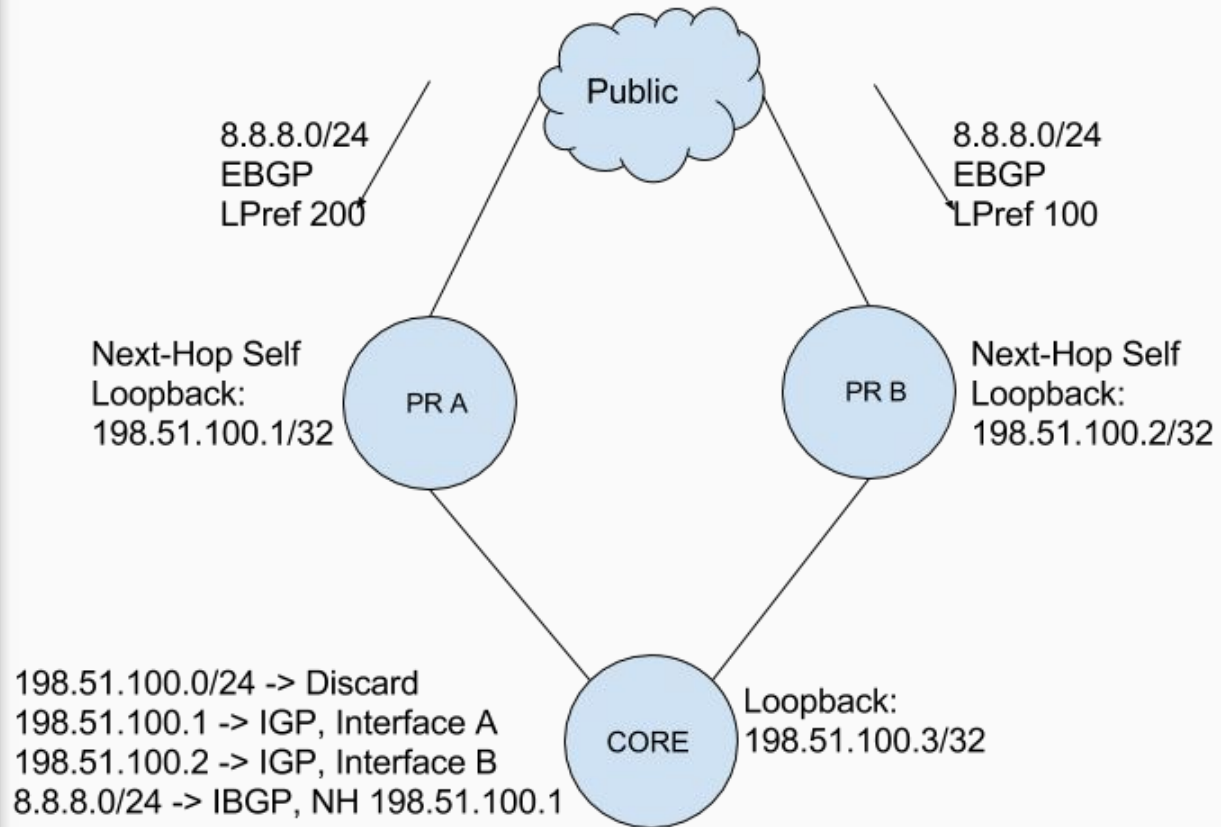 Public
8.8.8.0/24
EBGP
LPref 200
8.8.8.0/24
EBGP
LPref 100
Next-Hop Self
Loopback:
198.51.100.1/32
PR A
PR B
Next-Hop Self
Loopback:
198.51.100.2/32
198.51.100.0/24 -> Discard
198.51.100.1 -> IGP, Interface A
198.51.100.2 -> IGP, Interface B
8.8.8.0/24 -> IBGP, NH 198.51.100.1
CORE
Loopback:
198.51.100.3/32